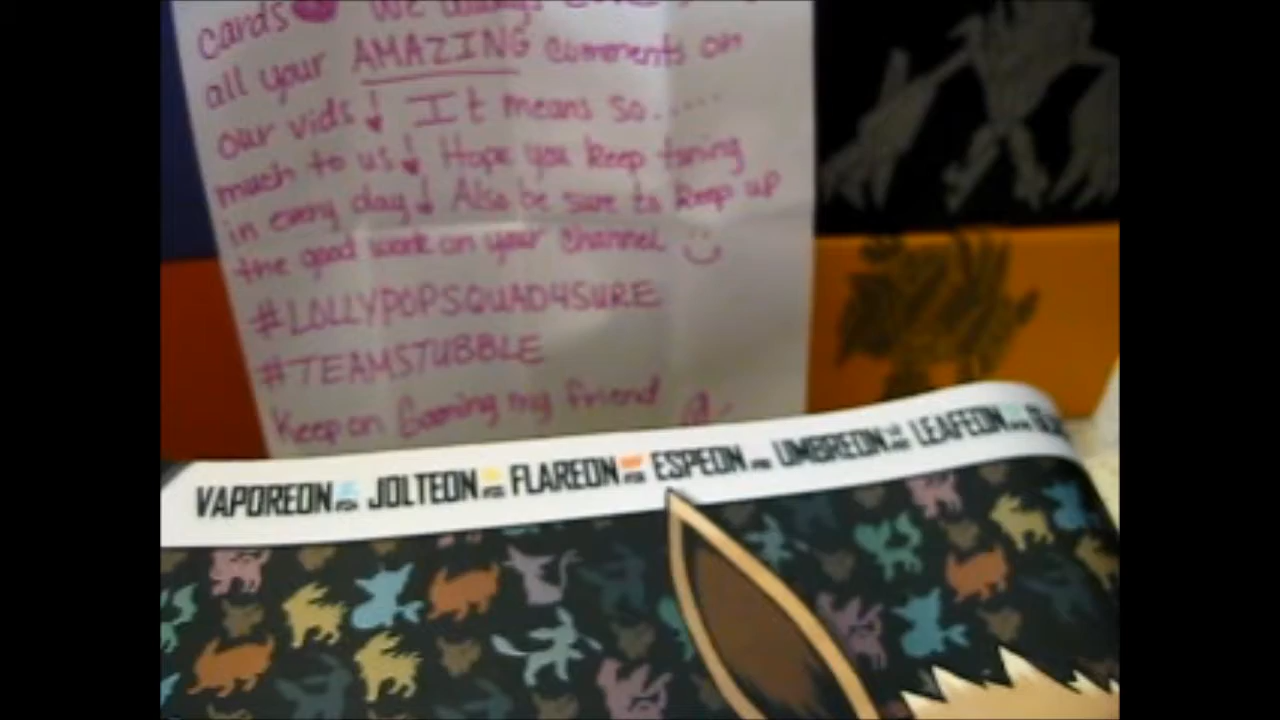 cards We always
all your AMAZING comments on
our vids! It means so.....
much to us! Hope you keep tuning
in every day! Also be sure to keep up
the good work on your channel
#LOLLYPOPSQUAD4SURE
#TEAMSTUBBLE
Keep on Gaming my friend
VAPOREON JOLTEON FLAREON ESPEON UMBREON LEAFEON